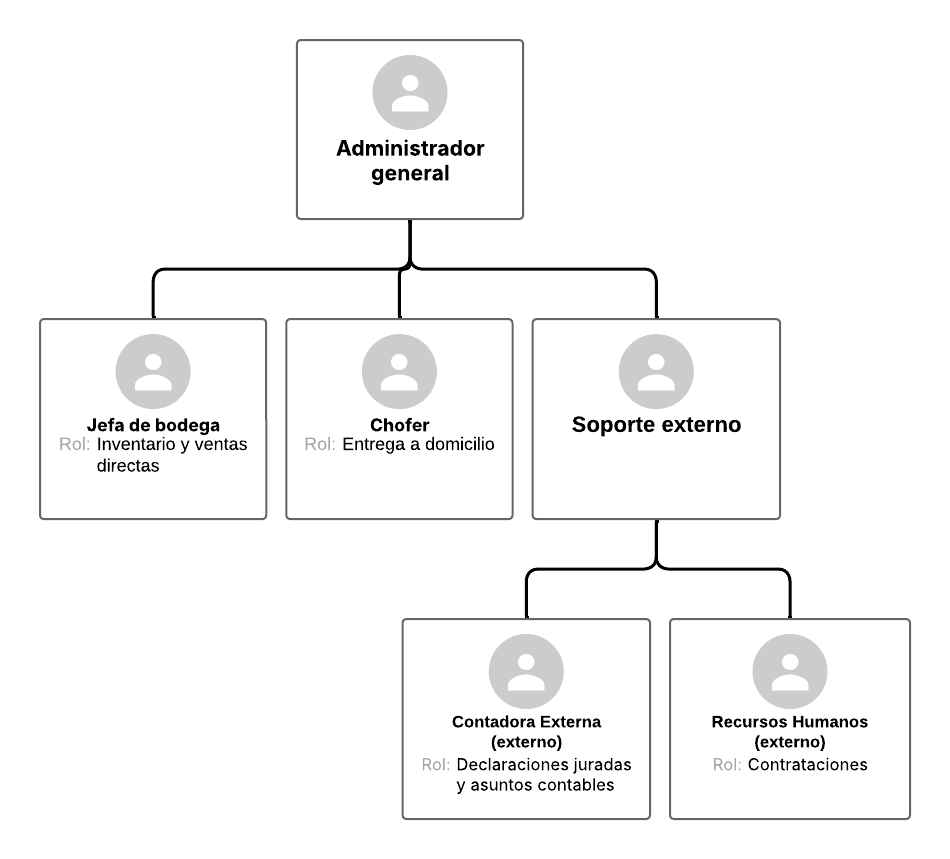 Administrador
general
Jefa de bodega
Rol: Inventario y ventas
directas
Chofer
Rol: Entrega a domicilio
Soporte externo
Contadora Externa
(externo)
Rol: Declaraciones juradas
y asuntos contables
Recursos Humanos
(externo)
Rol: Contrataciones